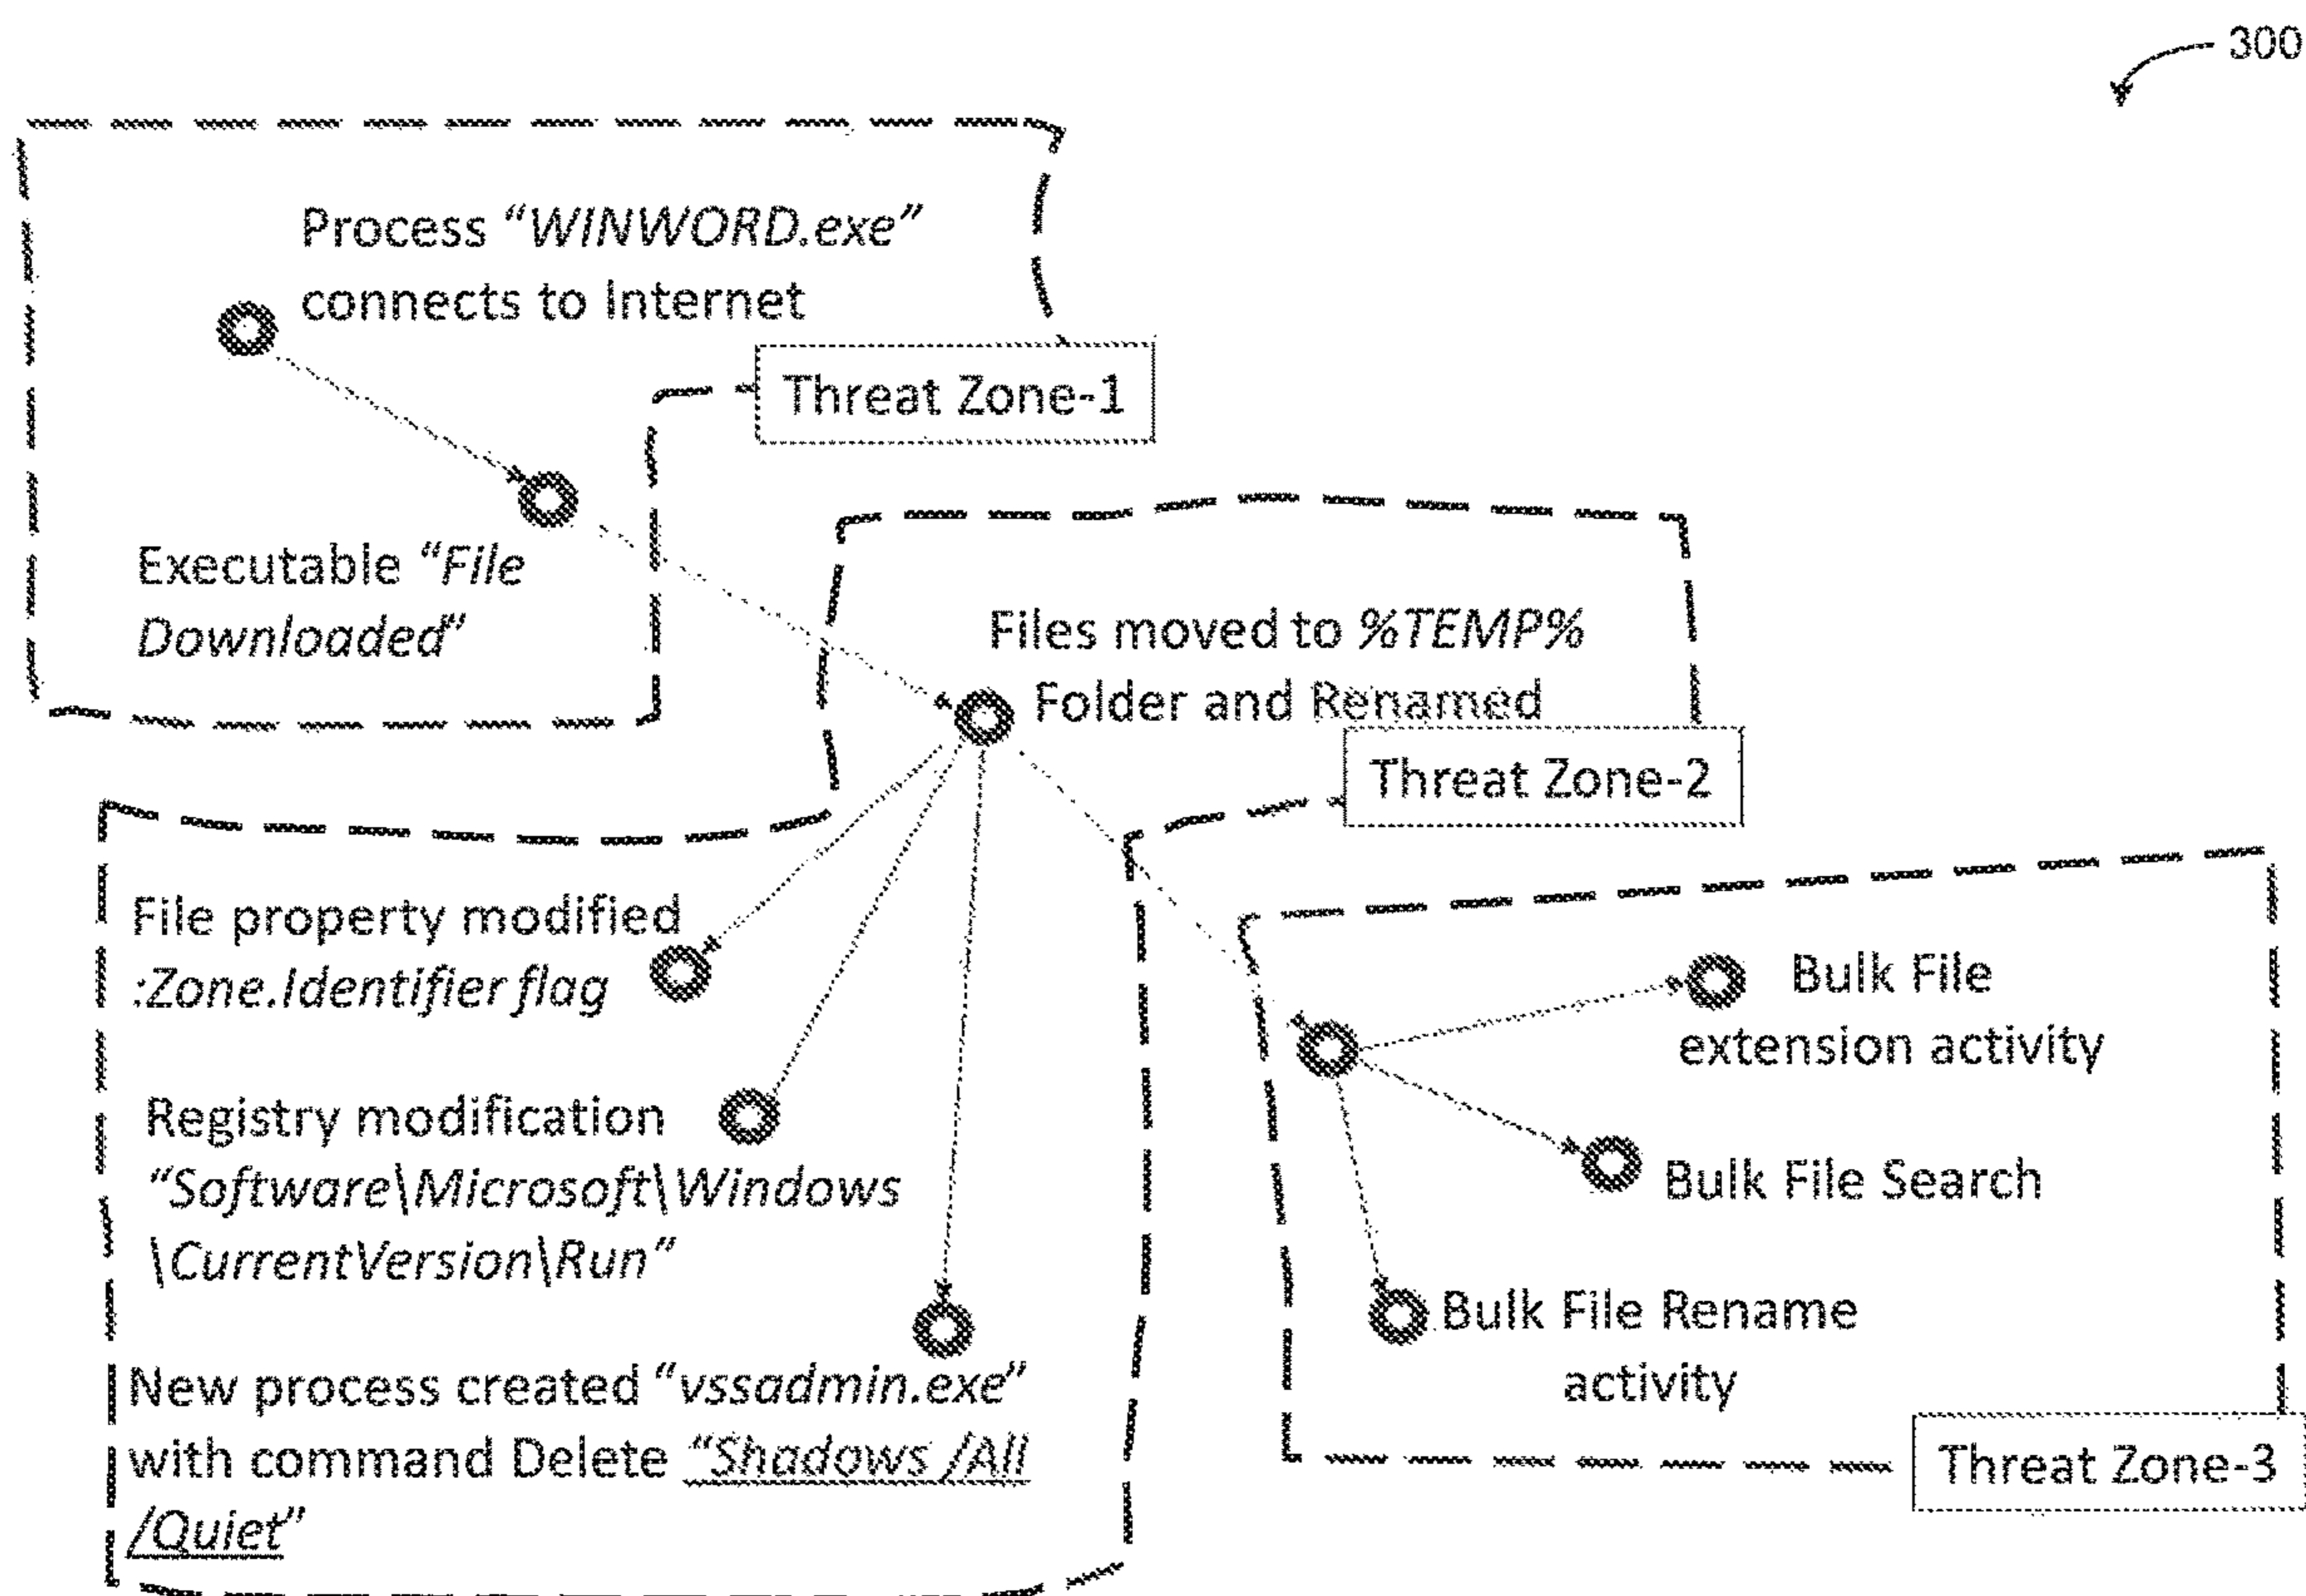 300
Process “WINWORD.exe”
connects to Internet
Threat Zone-1
Executable “File
Downloaded”
Files moved to %TEMP%
Folder and Renamed
Threat Zone-2
File property modified
:Zone.Identifier flag
Registry modification
“Software\Microsoft\Windows
\CurrentVersion\Run”
New process created “vssadmin.exe”
with command Delete “Shadows /All
/Quiet”
Bulk File
extension activity
Bulk File Search
Bulk File Rename
activity
Threat Zone-3